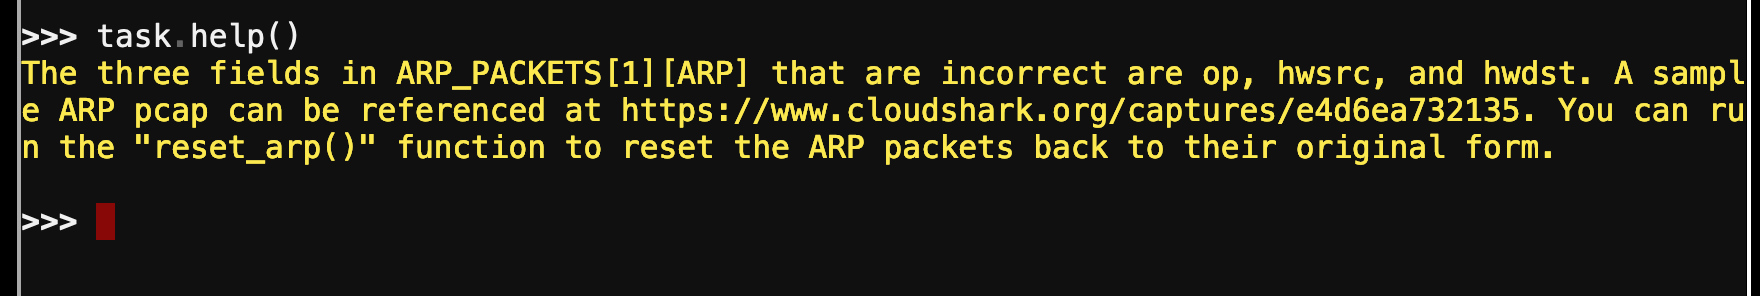 >>> task.help()
The three fields in ARP_PACKETS[1][ARP] that are incorrect are op, hwsrc, and hwdst. A sampl
e ARP pcap can be referenced at https://www.cloudshark.org/captures/e4d6ea732135. You can ru
n the "reset_arp()" function to reset the ARP packets back to their original form.
>>>